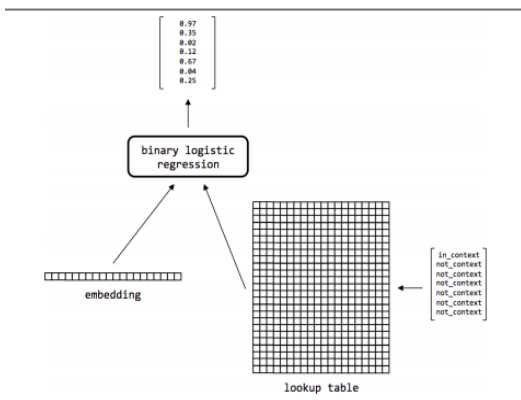 0.97
0.35
0.02
0.12
0.67
0.04
0.25
binary logistic
regression
embedding
in_context
not_context
not_context
not_context
not_context
not_context
not_context
lookup table